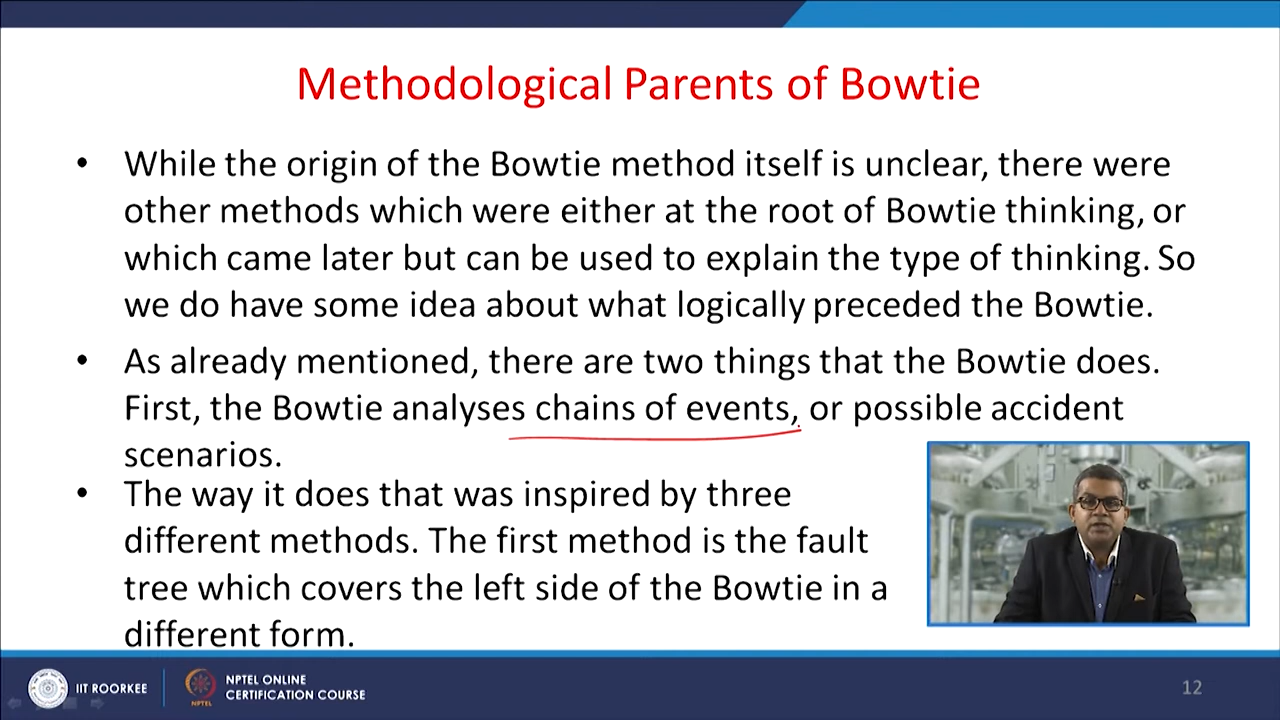 Methodological Parents of Bowtie
• While the origin of the Bowtie method itself is unclear, there were
other methods which were either at the root of Bowtie thinking, or
which came later but can be used to explain the type of thinking. So
we do have some idea about what logically preceded the Bowtie.
• As already mentioned, there are two things that the Bowtie does.
First, the Bowtie analyses chains of events, or possible accident
scenarios.
• The way it does that was inspired by three
different methods. The first method is the fault
tree which covers the left side of the Bowtie in a
different form.
IIT ROORKEE
NPTEL
NPTEL ONLINE
CERTIFICATION COURSE
12